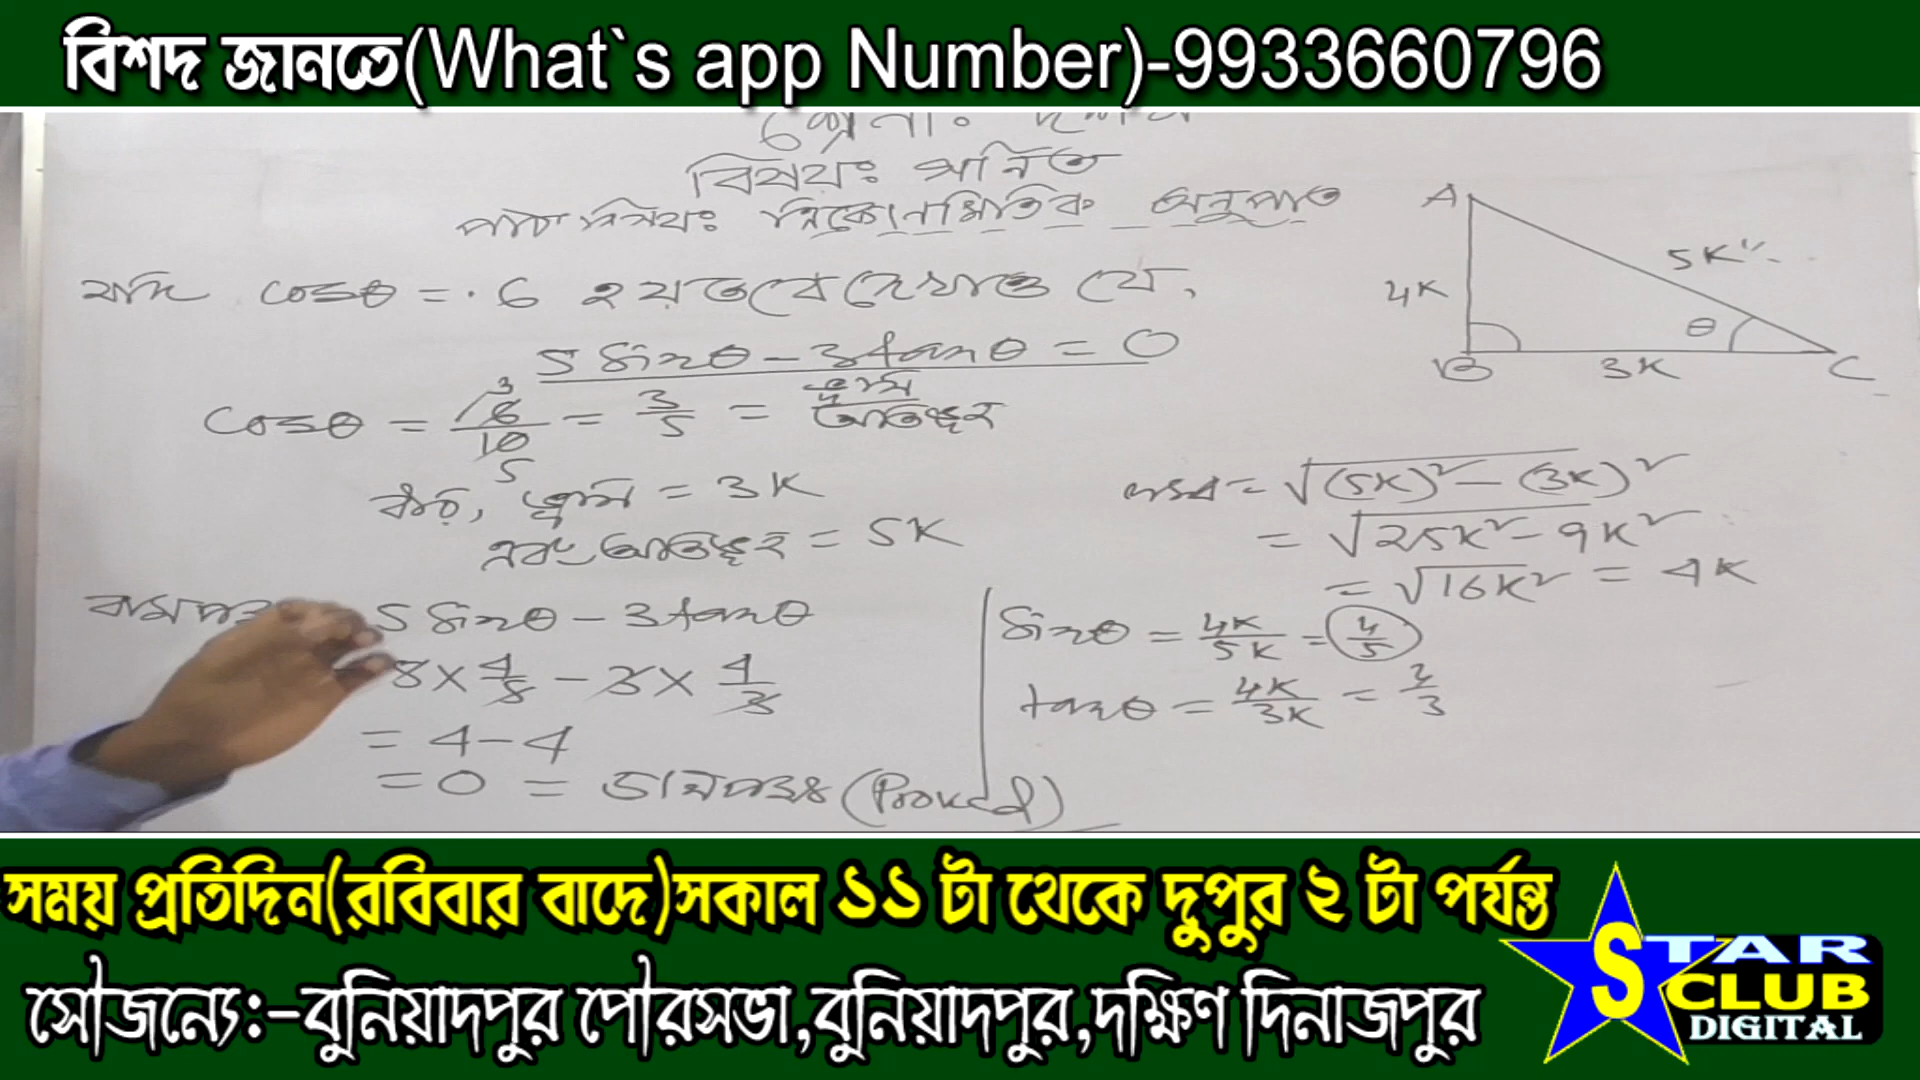 বিশদ জানতে(What`s app Number)-9933660796
শ্রেণীঃ দশম
বিষয়ঃ গনিত
পাঠ্য বিষয়ঃ ত্রিকোনমিতিক অনুপাত
যদি cosθ = .6 হয় তবে দেখাও যে,
5 sinθ - 3 tanθ = 0
cosθ = 6/10 = 3/5 = ভূমি/অতিভূজ
ধরি, ভূমি = 3K
এবং অতিভূজ = 5K
বামপক্ষ 5 sinθ - 3 tanθ
5 × 4/5 - 3 × 4/3
= 4 - 4
= 0 = ডানপক্ষ (Proved)
A
5K
4K
θ
B 3K C
লম্ব = √(5K)² - (3K)²
= √25K² - 9K²
= √16K² = 4K
sinθ = 4K/5K = 4/5
tanθ = 4K/3K = 4/3
সময় প্রতিদিন(রবিবার বাদে)সকাল ১১ টা থেকে দুপুর ২ টা পর্যন্ত
সৌজন্যে:-বুনিয়াদপুর পৌরসভা,বুনিয়াদপুর,দক্ষিণ দিনাজপুর
STAR
CLUB
DIGITAL